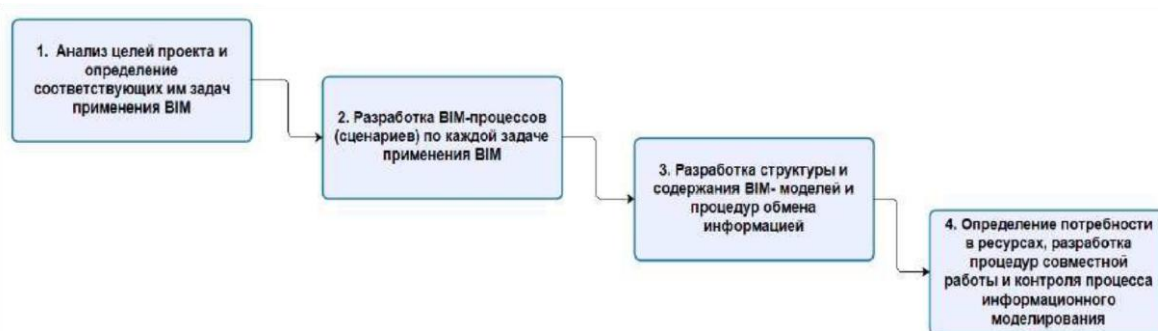 1. Анализ целей проекта и
определение
соответствующих им задач
применения BIM
2. Разработка BIM-процессов
(сценариев) по каждой задаче
применения BIM
3. Разработка структуры и
содержания BIM- моделей и
процедур обмена
информацией
4. Определение потребности
в ресурсах, разработка
процедур совместной
работы и контроля процесса
информационного
моделирования